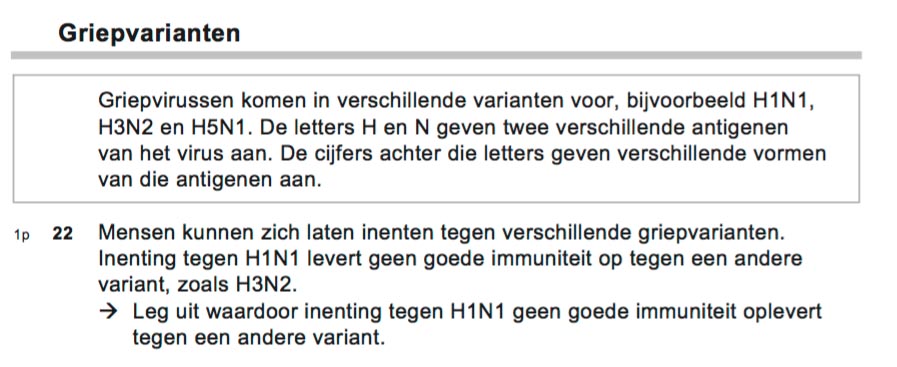 Griepvarianten
Griepvirussen komen in verschillende varianten voor, bijvoorbeeld H1N1,
H3N2 en H5N1. De letters H en N geven twee verschillende antigenen
van het virus aan. De cijfers achter die letters geven verschillende vormen
van die antigenen aan.
1p 22 Mensen kunnen zich laten inenten tegen verschillende griepvarianten.
Inenting tegen H1N1 levert geen goede immuniteit op tegen een andere
variant, zoals H3N2.
→ Leg uit waardoor inenting tegen H1N1 geen goede immuniteit oplevert
tegen een andere variant.